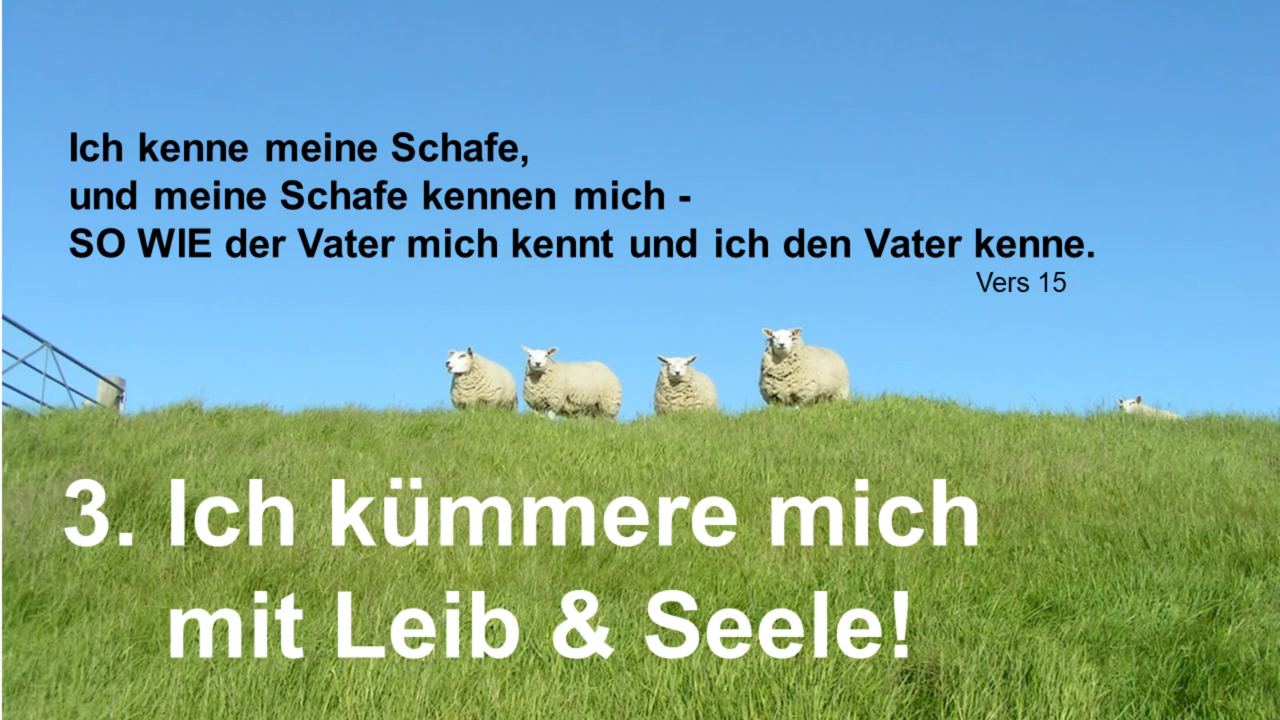 Ich kenne meine Schafe,
und meine Schafe kennen mich -
SO WIE der Vater mich kennt und ich den Vater kenne.
Vers 15
3. Ich kümmere mich
mit Leib & Seele!